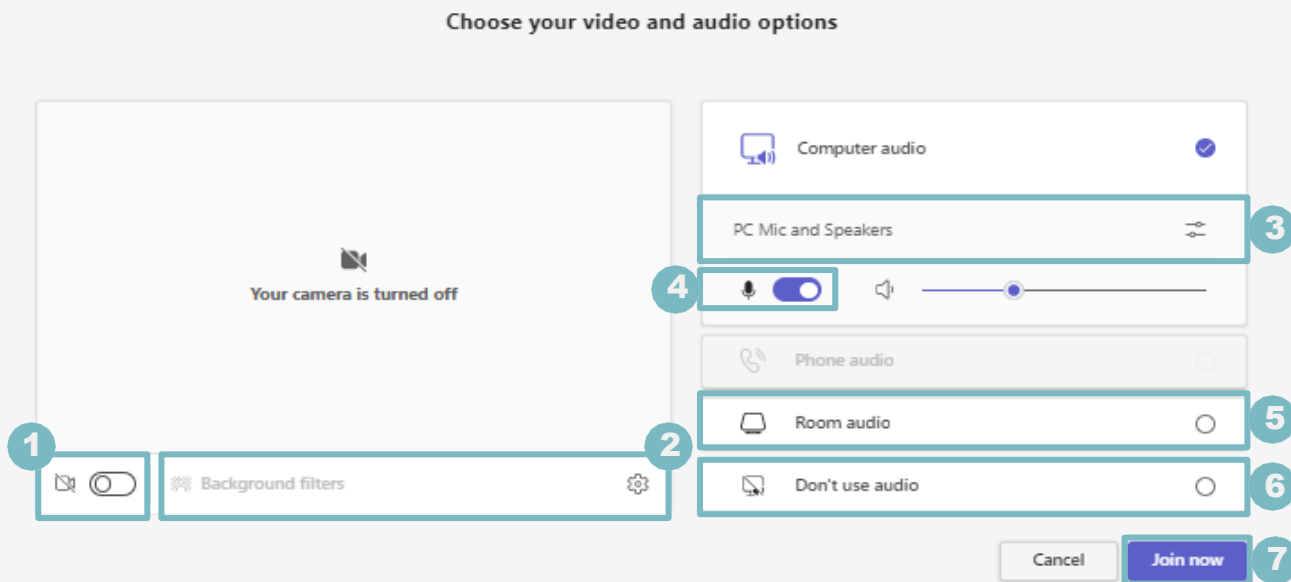 Choose your video and audio options
Computer audio
PC Mic and Speakers
3
Your camera is turned off
4
Phone audio
Room audio
5
1
2
Background filters
Don't use audio
6
Cancel
Join now
7